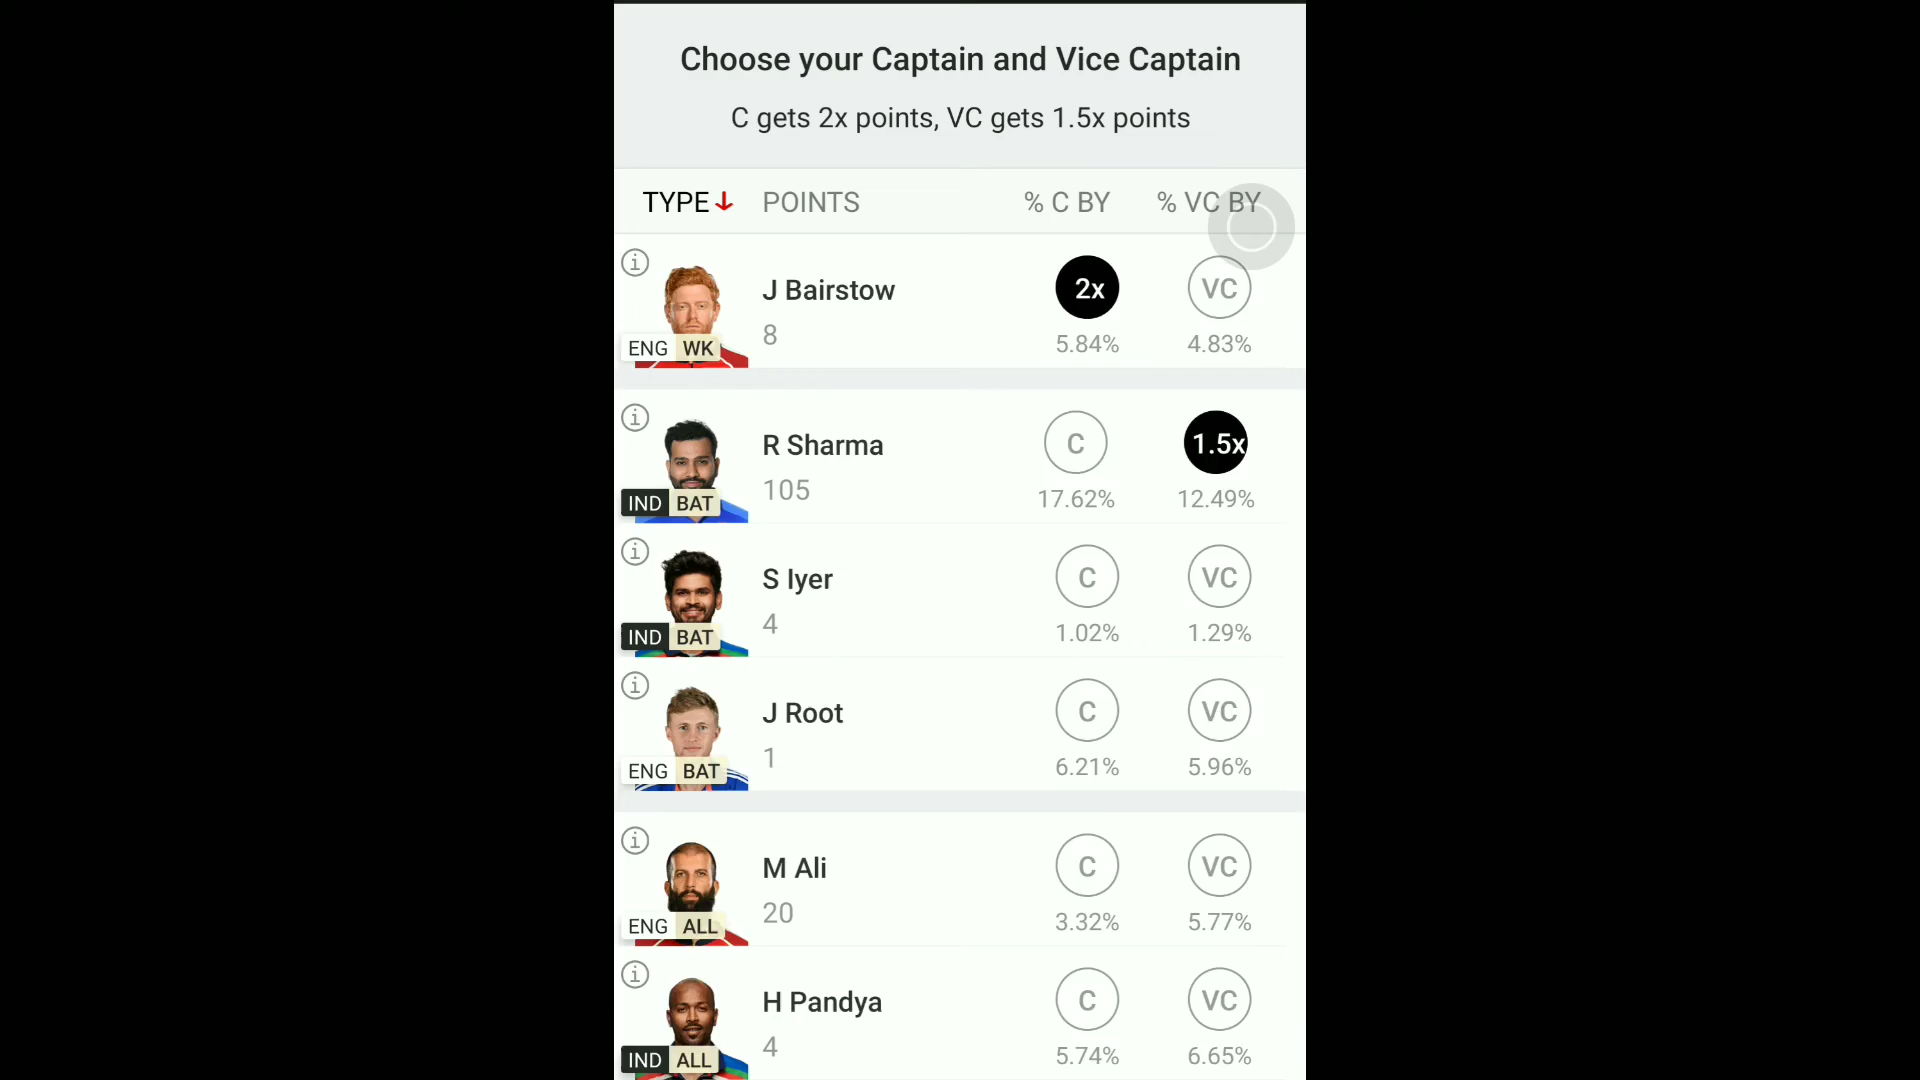 Choose your Captain and Vice Captain
C gets 2x points, VC gets 1.5x points
TYPE POINTS % C BY % VC BY
J Bairstow 2x VC
8 5.84% 4.83%
ENG WK
R Sharma C 1.5x
105 17.62% 12.49%
IND BAT
S Iyer C VC
4 1.02% 1.29%
IND BAT
J Root C VC
1 6.21% 5.96%
ENG BAT
M Ali C VC
20 3.32% 5.77%
ENG ALL
H Pandya C VC
4 5.74% 6.65%
IND ALL